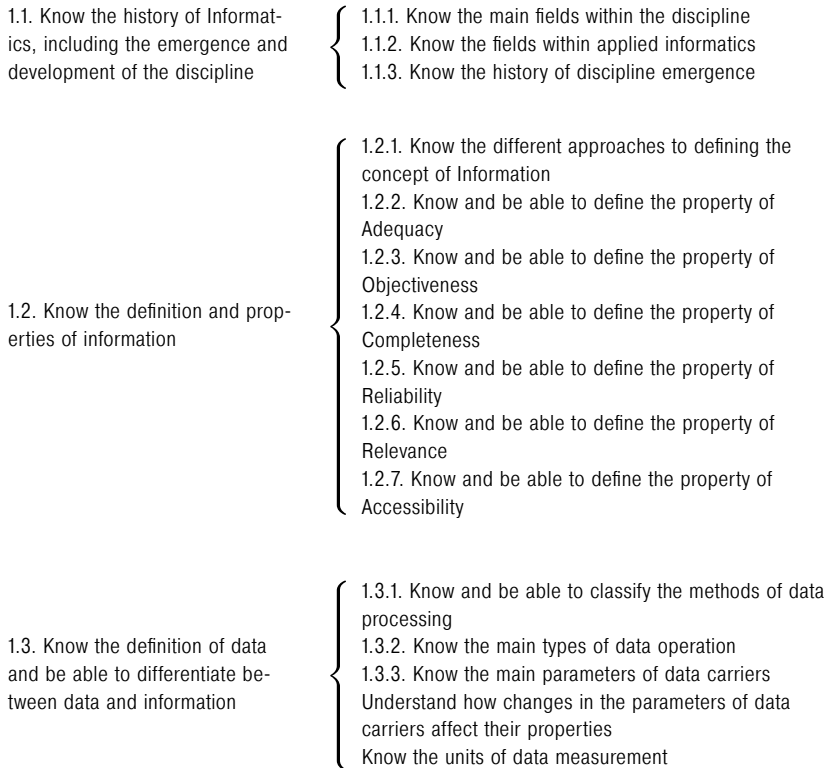 1.1. Know the history of Informat-
ics, including the emergence and
development of the discipline
1.1.1. Know the main fields within the discipline
1.1.2. Know the fields within applied informatics
1.1.3. Know the history of discipline emergence
1.2. Know the definition and prop-
erties of information
1.2.1. Know the different approaches to defining the
concept of Information
1.2.2. Know and be able to define the property of
Adequacy
1.2.3. Know and be able to define the property of
Objectiveness
1.2.4. Know and be able to define the property of
Completeness
1.2.5. Know and be able to define the property of
Reliability
1.2.6. Know and be able to define the property of
Relevance
1.2.7. Know and be able to define the property of
Accessibility
1.3. Know the definition of data
and be able to differentiate be-
tween data and information
1.3.1. Know and be able to classify the methods of data
processing
1.3.2. Know the main types of data operation
1.3.3. Know the main parameters of data carriers
Understand how changes in the parameters of data
carriers affect their properties
Know the units of data measurement